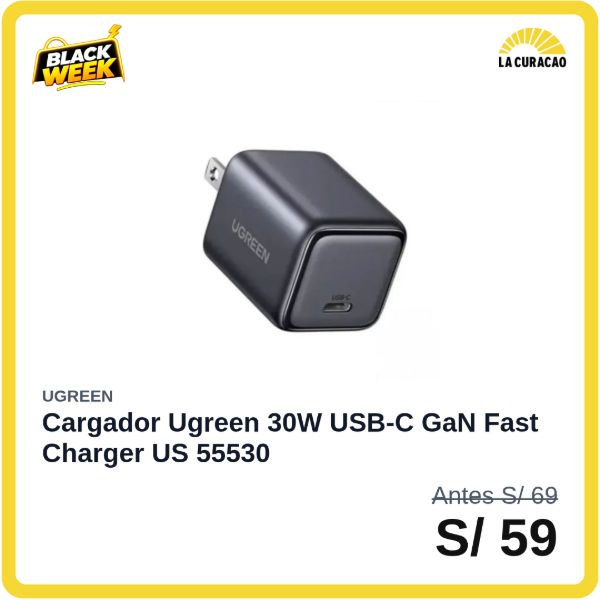 BLACK
WEEK
LA CURACAO
UGREEN
USB-C
UGREEN
Cargador Ugreen 30W USB-C GaN Fast
Charger US 55530
Antes S/ 69
S/ 59